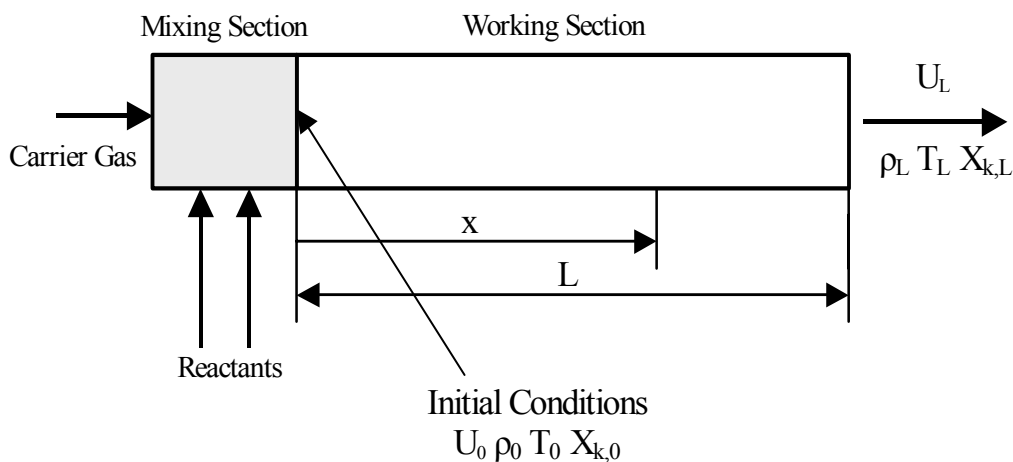 Mixing Section
Working Section
Carrier Gas
U_L
ρ_L T_L X_k,L
x
L
Reactants
Initial Conditions
U_0 ρ_0 T_0 X_k,0